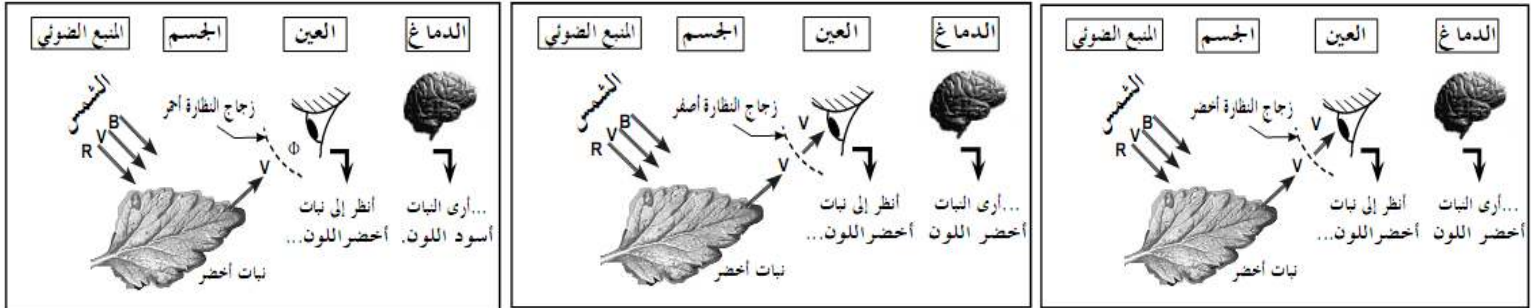 الدماغ العين الجسم المنبع الضوئي
الشمس
زجاج النظارة أخضر
B
V
R
V
V
...أرى النبات
أخضر اللون
أنظر إلى نبات
أخضر اللون...
نبات أخضر
الدماغ العين الجسم المنبع الضوئي
الشمس
زجاج النظارة أصفر
B
V
R
V
V
...أرى النبات
أخضر اللون
أنظر إلى نبات
أخضر اللون...
نبات أخضر
الدماغ العين الجسم المنبع الضوئي
الشمس
زجاج النظارة أحمر
B
V
R
V
Φ
...أرى النبات
أسود اللون.
أنظر إلى نبات
أخضر اللون...
نبات أخضر